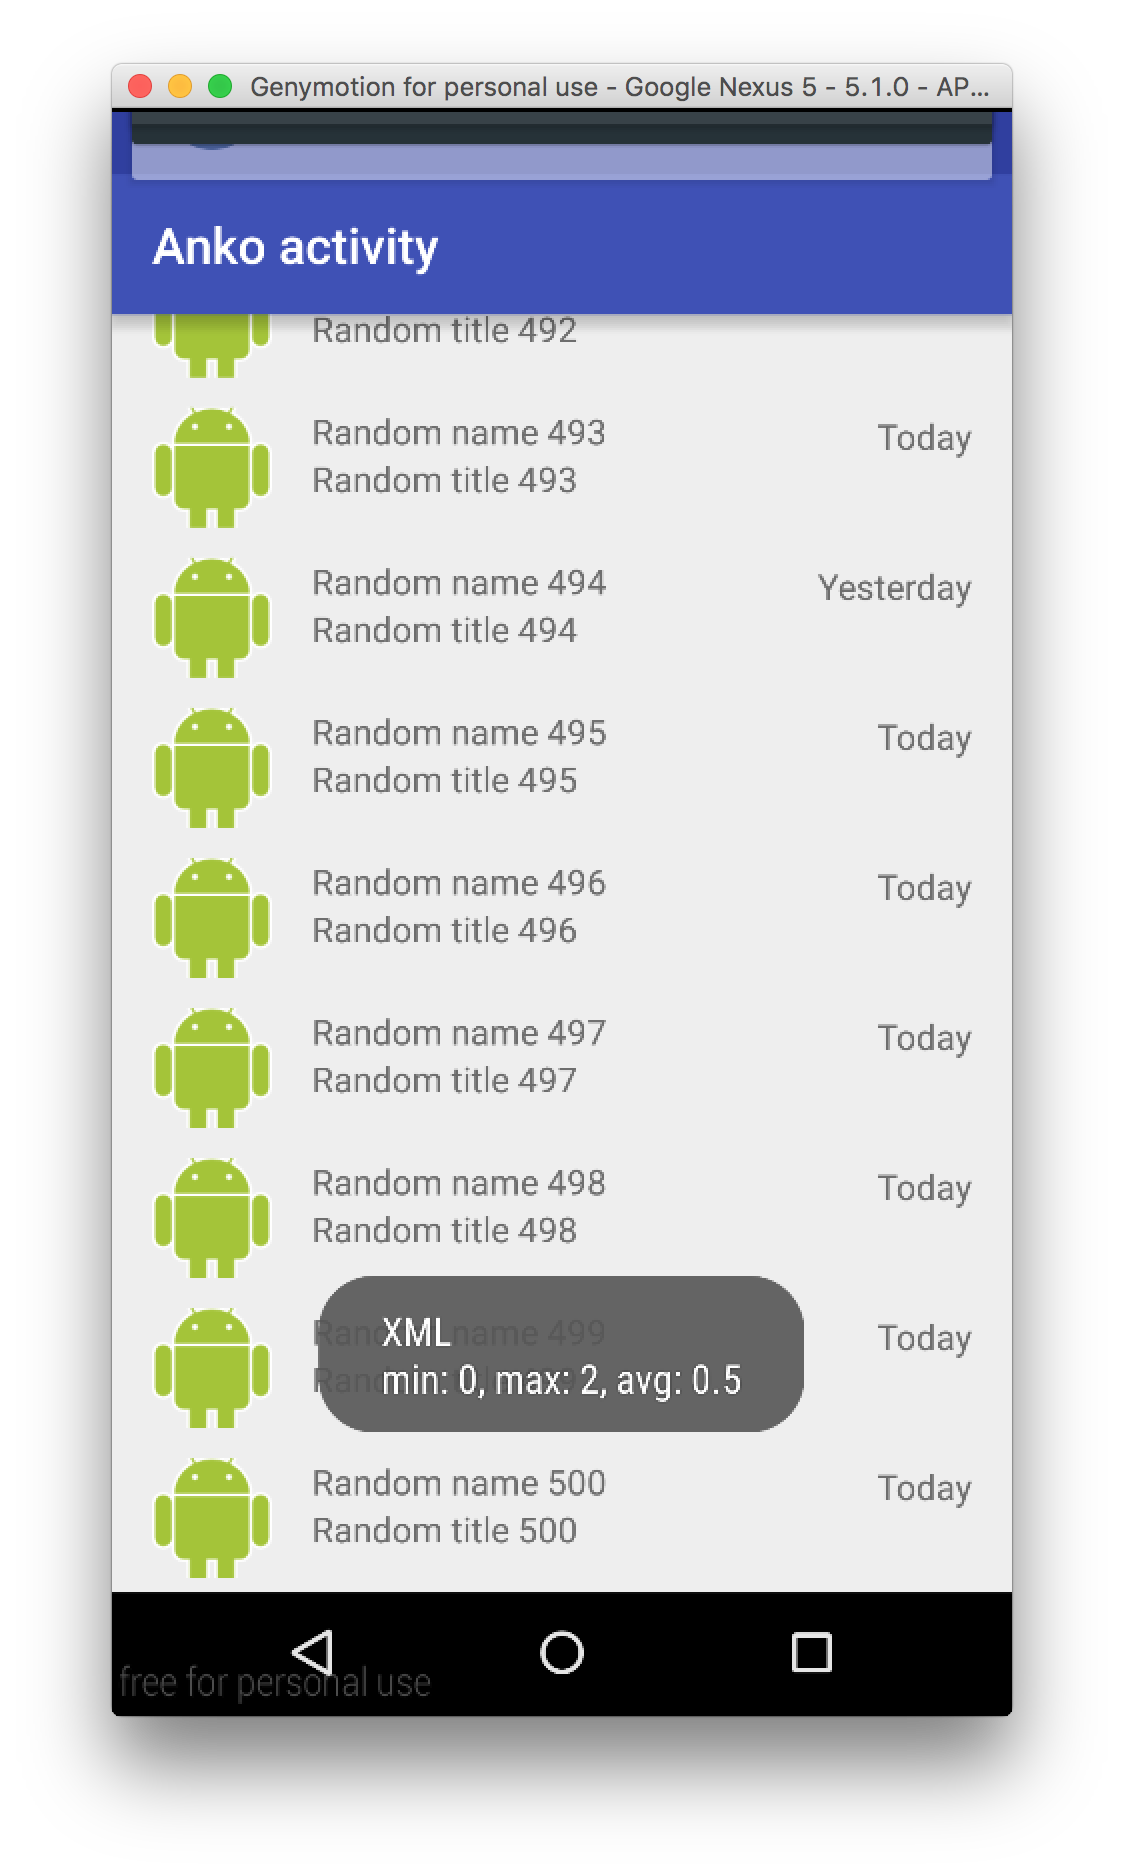 Genymotion for personal use - Google Nexus 5 - 5.1.0 - AP...
Anko activity
Random title 492
Random name 493
Today
Random title 493
Random name 494
Yesterday
Random title 494
Random name 495
Today
Random title 495
Random name 496
Today
Random title 496
Random name 497
Today
Random title 497
Random name 498
Today
Random title 498
Random name 499
Today
XML
min: 0, max: 2, avg: 0.5
Random name 500
Today
Random title 500
free for personal use